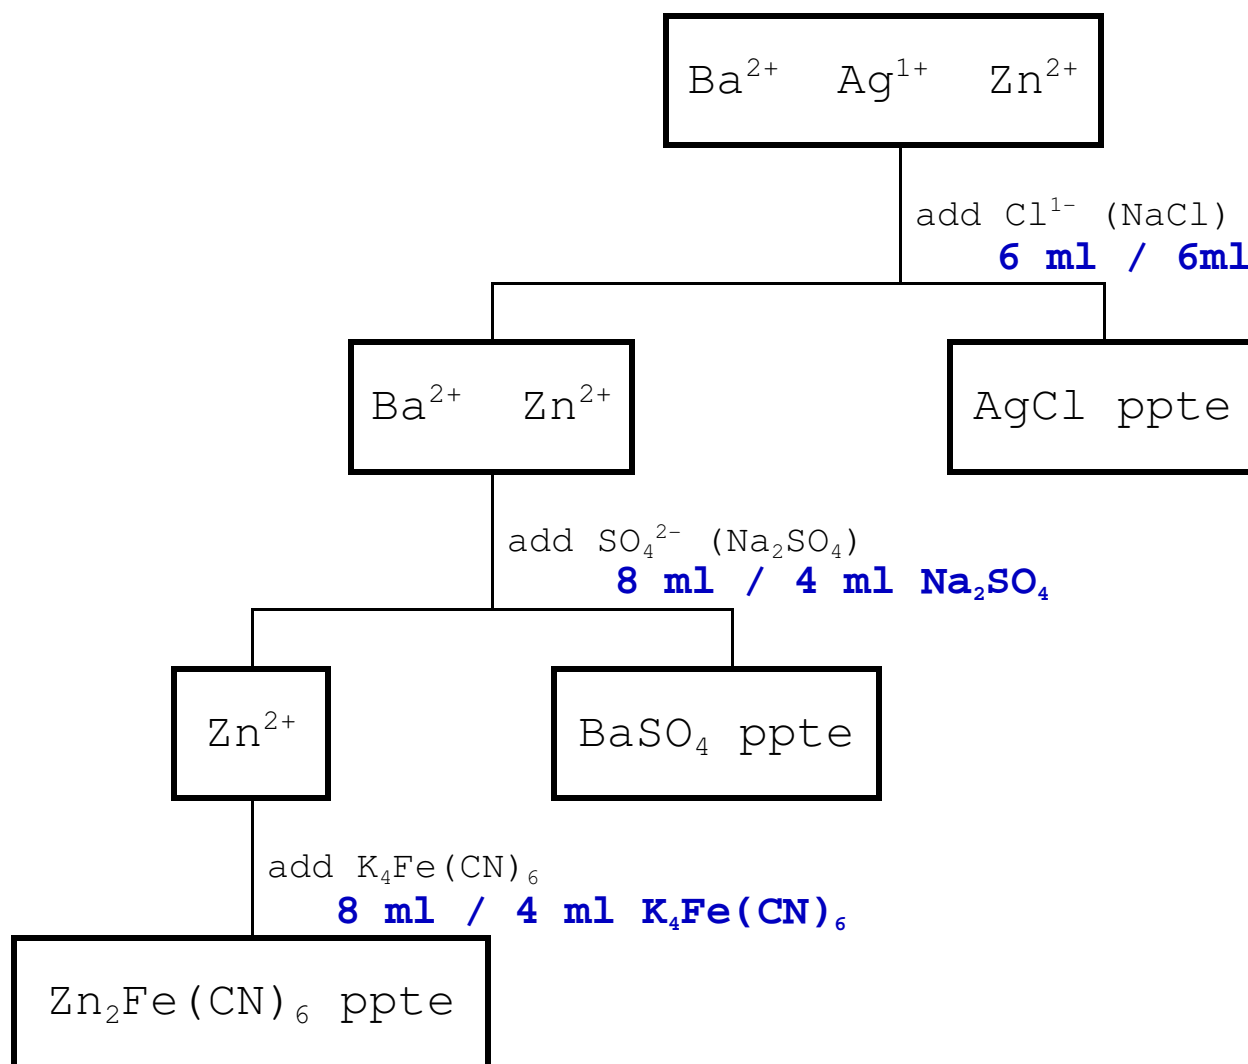 Ba²⁺ Ag¹⁺ Zn²⁺
add Cl¹⁻ (NaCl)
6 ml / 6ml
Ba²⁺ Zn²⁺
AgCl ppte
add SO₄²⁻ (Na₂SO₄)
8 ml / 4 ml Na₂SO₄
Zn²⁺
BaSO₄ ppte
add K₄Fe(CN)₆
8 ml / 4 ml K₄Fe(CN)₆
Zn₂Fe(CN)₆ ppte